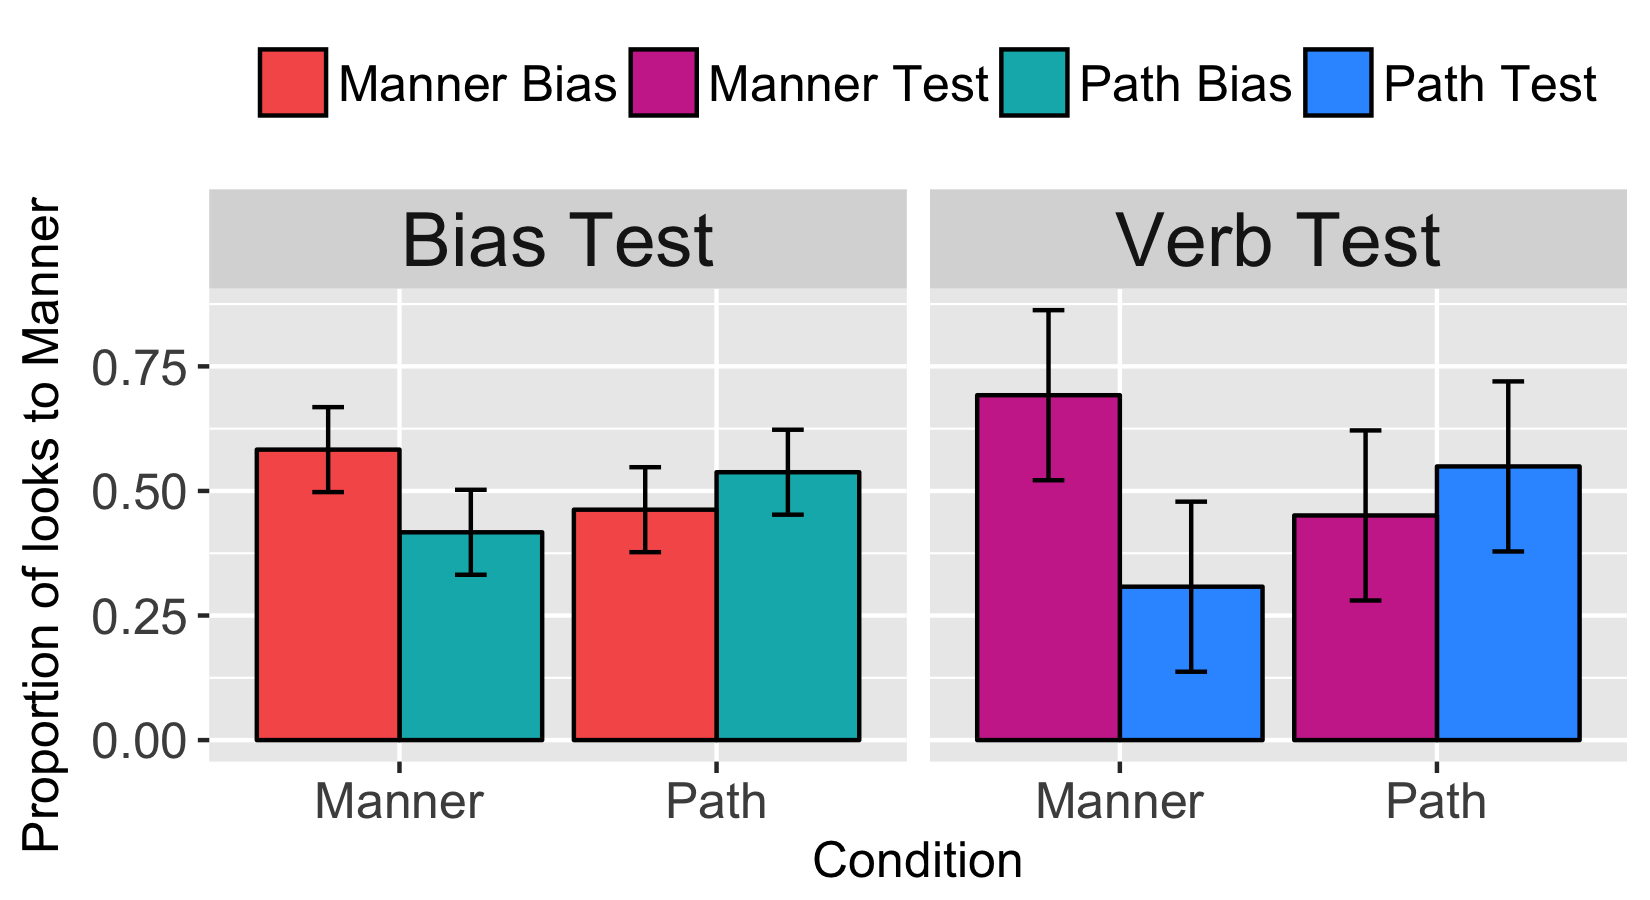 Manner Bias Manner Test Path Bias Path Test
Proportion of looks to Manner
Bias Test
Verb Test
0.75
0.50
0.25
0.00
Manner Path Manner Path
Condition